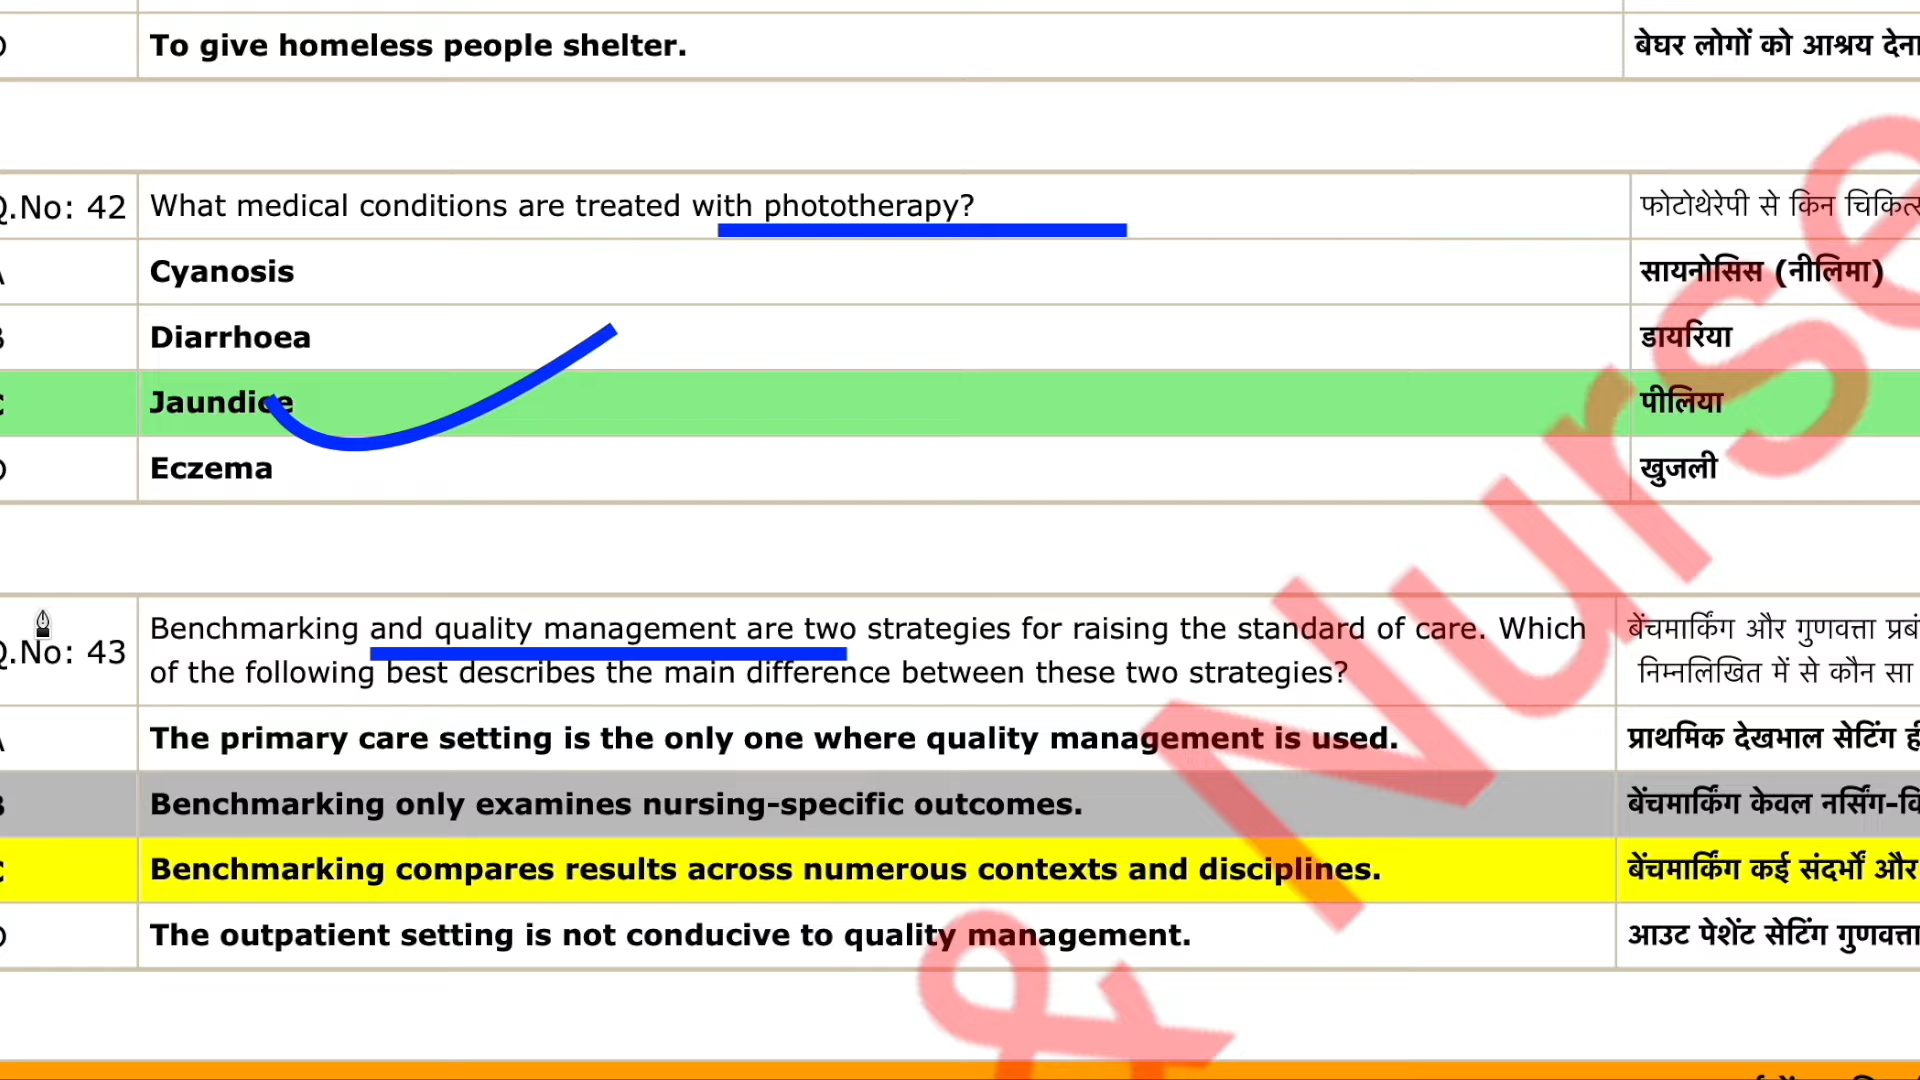 To give homeless people shelter. बेघर लोगों को आश्रय
Q.No: 42 What medical conditions are treated with phototherapy? फोटोथेरेपी से किन
A Cyanosis सायनोसिस (नीलिमा)
B Diarrhoea डायरिया
C Jaundice पीलिया
D Eczema खुजली
Q.No: 43 Benchmarking and quality management are two strategies for raising the standard of care. Which बेंचमार्किंग और गुणवत्ता
of the following best describes the main difference between these two strategies? निम्नलिखित में से कौन सा
A The primary care setting is the only one where quality management is used. प्राथमिक देखभाल सेटिंग
B Benchmarking only examines nursing-specific outcomes. बेंचमार्किंग केवल
C Benchmarking compares results across numerous contexts and disciplines. बेंचमार्किंग कई संदर्भों और
D The outpatient setting is not conducive to quality management. आउट पेशेंट सेटिंग
& Nurse